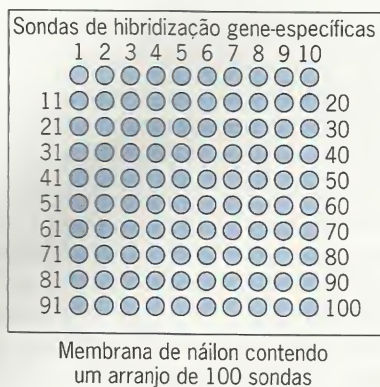 Sondas de hibridização gene-específicas
1 2 3 4 5 6 7 8 9 10
11 20
21 30
31 40
41 50
51 60
61 70
71 80
81 90
91 100
Membrana de náilon contendo
um arranjo de 100 sondas